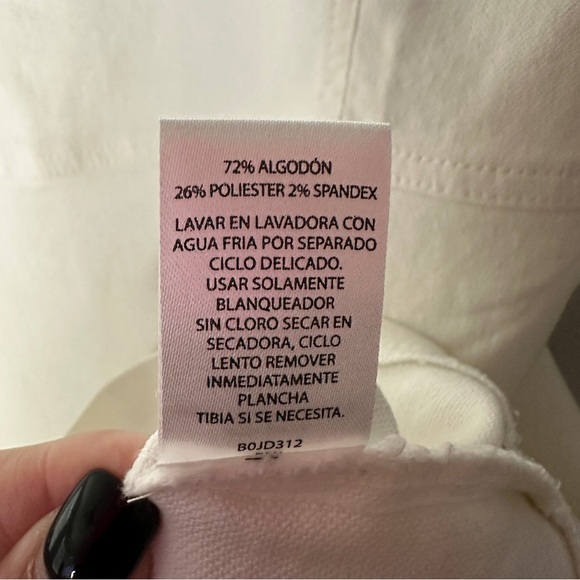 72% ALGODÓN
26% POLIESTER 2% SPANDEX
LAVAR EN LAVADORA CON
AGUA FRIA POR SEPARADO
CICLO DELICADO.
USAR SOLAMENTE
BLANQUEADOR
SIN CLORO SECAR EN
SECADORA, CICLO
LENTO REMOVER
INMEDIATAMENTE
PLANCHA
TIBIA SI SE NECESITA.
B0JD312